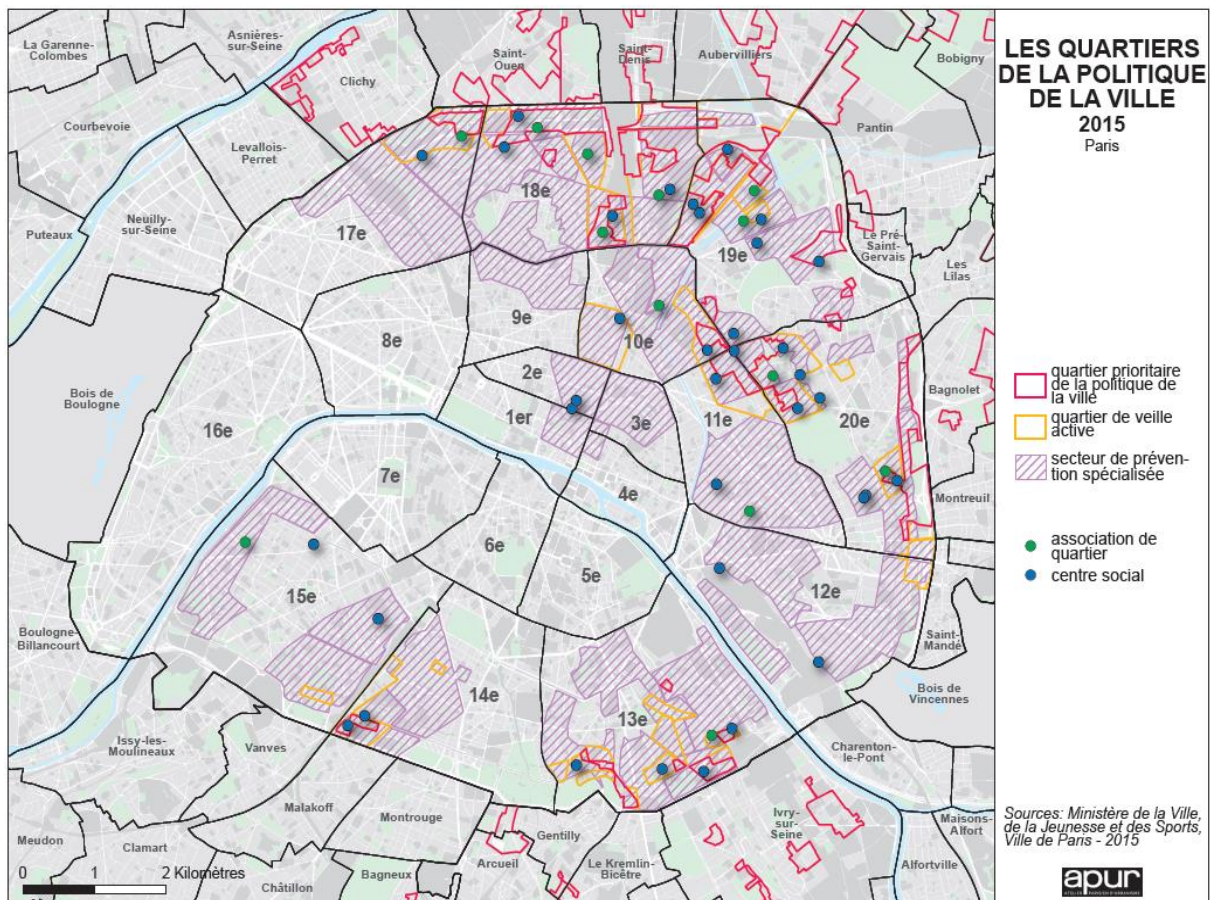 LES QUARTIERS
DE LA POLITIQUE
DE LA VILLE
2015
Paris
quartier prioritaire
de la politique de
la ville
quartier de veille
active
secteur de préven-
tion spécialisée
association de
quartier
centre social
Sources: Ministère de la Ville,
de la Jeunesse et des Sports,
Ville de Paris - 2015
apur
La Garenne-
Colombes
Asnières-
sur-Seine
Clichy
Saint-
Ouen
Saint-
Denis
Aubervilliers
Bobigny
Courbevoie
Levallois-
Perret
Pantin
Neuilly-
sur-Seine
Puteaux
17e
18e
19e
Le Pré-
Saint-
Gervais
Les
Lilas
8e
9e
10e
2e
1er
3e
11e
20e
Bagnolet
Bois de
Boulogne
16e
7e
4e
Montreuil
6e
5e
15e
12e
Boulogne-
Billancourt
Saint-
Mandé
14e
13e
Bois de
Vincennes
Issy-les-
Moulineaux
Vanves
Charenton-
le-Pont
Malakoff
Montrouge
Ivry-
sur-
Seine
Maisons-
Alfort
Meudon
Clamart
Gentilly
Arcueil
Le Kremlin-
Bicêtre
Alfortville
Châtillon
Bagneux
0 1 2 Kilomètres